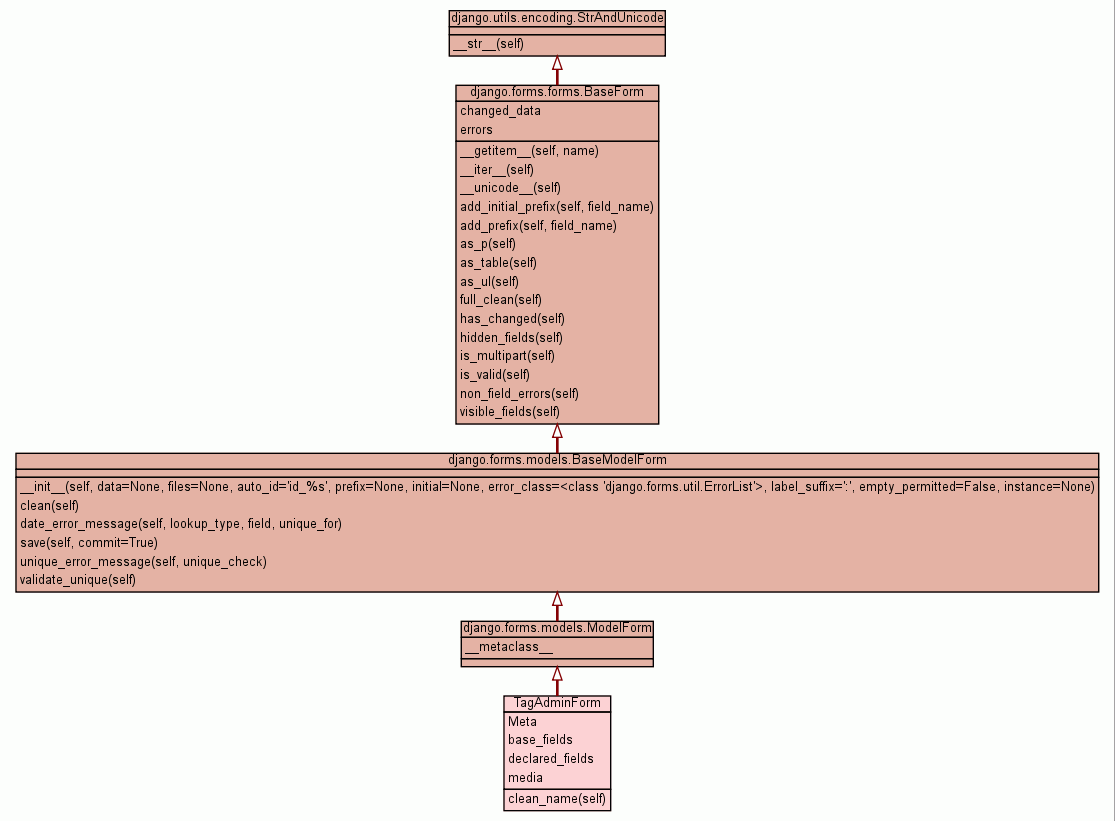 django.utils.encoding.StrAndUnicode
__str__(self)
django.forms.forms.BaseForm
changed_data
errors
__getitem__(self, name)
__iter__(self)
__unicode__(self)
add_initial_prefix(self, field_name)
add_prefix(self, field_name)
as_p(self)
as_table(self)
as_ul(self)
full_clean(self)
has_changed(self)
hidden_fields(self)
is_multipart(self)
is_valid(self)
non_field_errors(self)
visible_fields(self)
django.forms.models.BaseModelForm
__init__(self, data=None, files=None, auto_id='id_%s', prefix=None, initial=None, error_class=<class 'django.forms.util.ErrorList'>, label_suffix=':', empty_permitted=False, instance=None)
clean(self)
date_error_message(self, lookup_type, field, unique_for)
save(self, commit=True)
unique_error_message(self, unique_check)
validate_unique(self)
django.forms.models.ModelForm
__metaclass__
TagAdminForm
Meta
base_fields
declared_fields
media
clean_name(self)